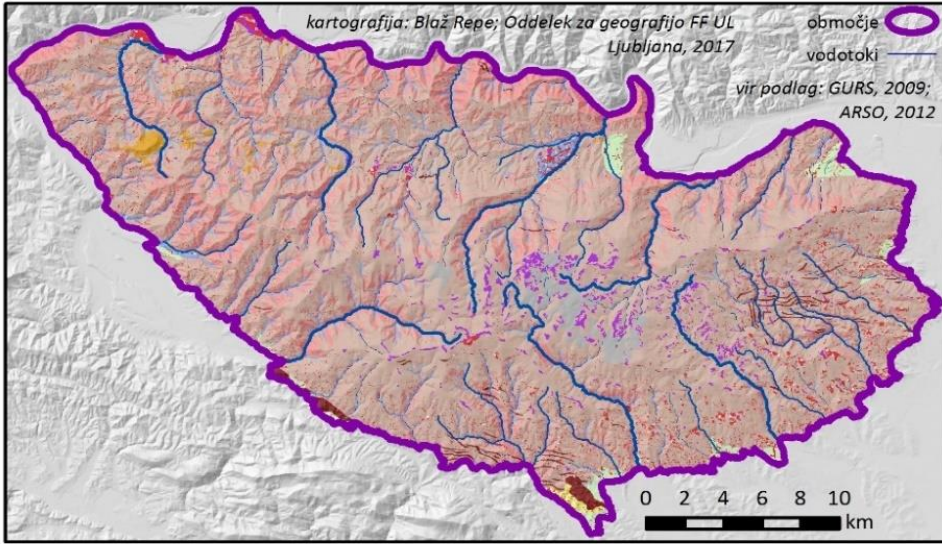 kartografija: Blaž Repe; Oddelek za geografijo FF UL
Ljubljana, 2017
območje
vodotoki
vir podlag: GURS, 2009;
ARSO, 2012
0 2 4 6 8 10
km